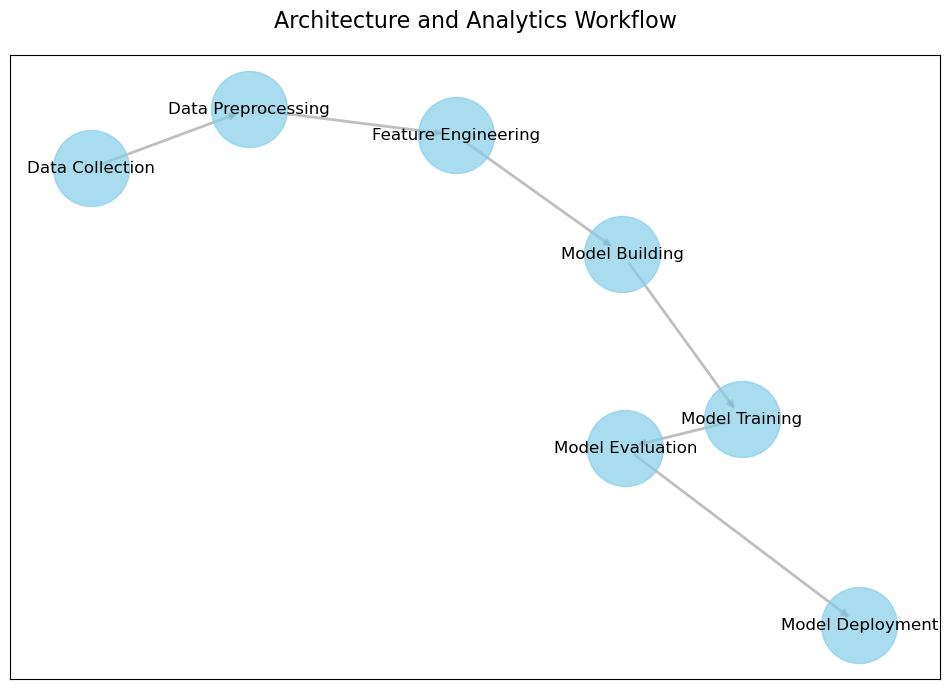 Architecture and Analytics Workflow
Data Collection
Data Preprocessing
Feature Engineering
Model Building
Model Training
Model Evaluation
Model Deployment